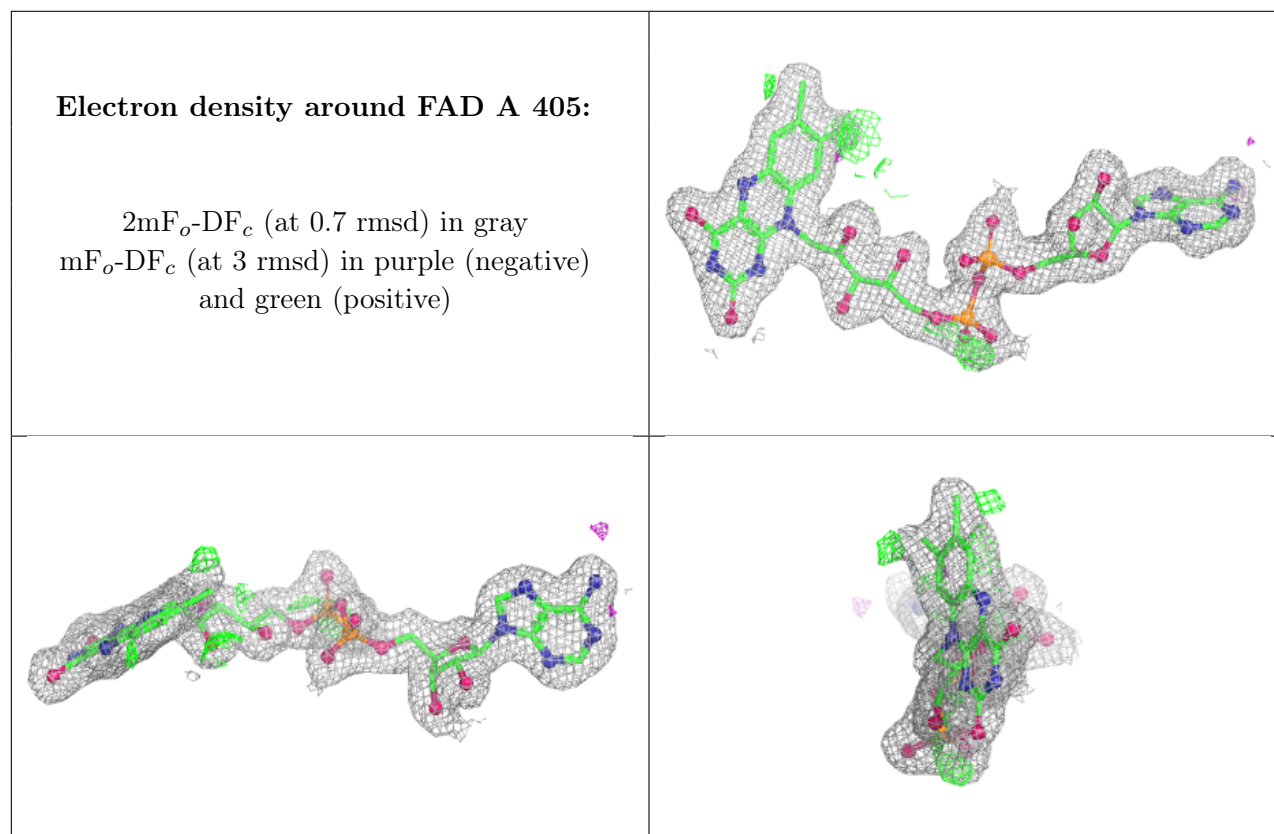 Electron density around FAD A 405:
2mFₒ-DF𝒸 (at 0.7 rmsd) in gray
mFₒ-DF𝒸 (at 3 rmsd) in purple (negative)
and green (positive)